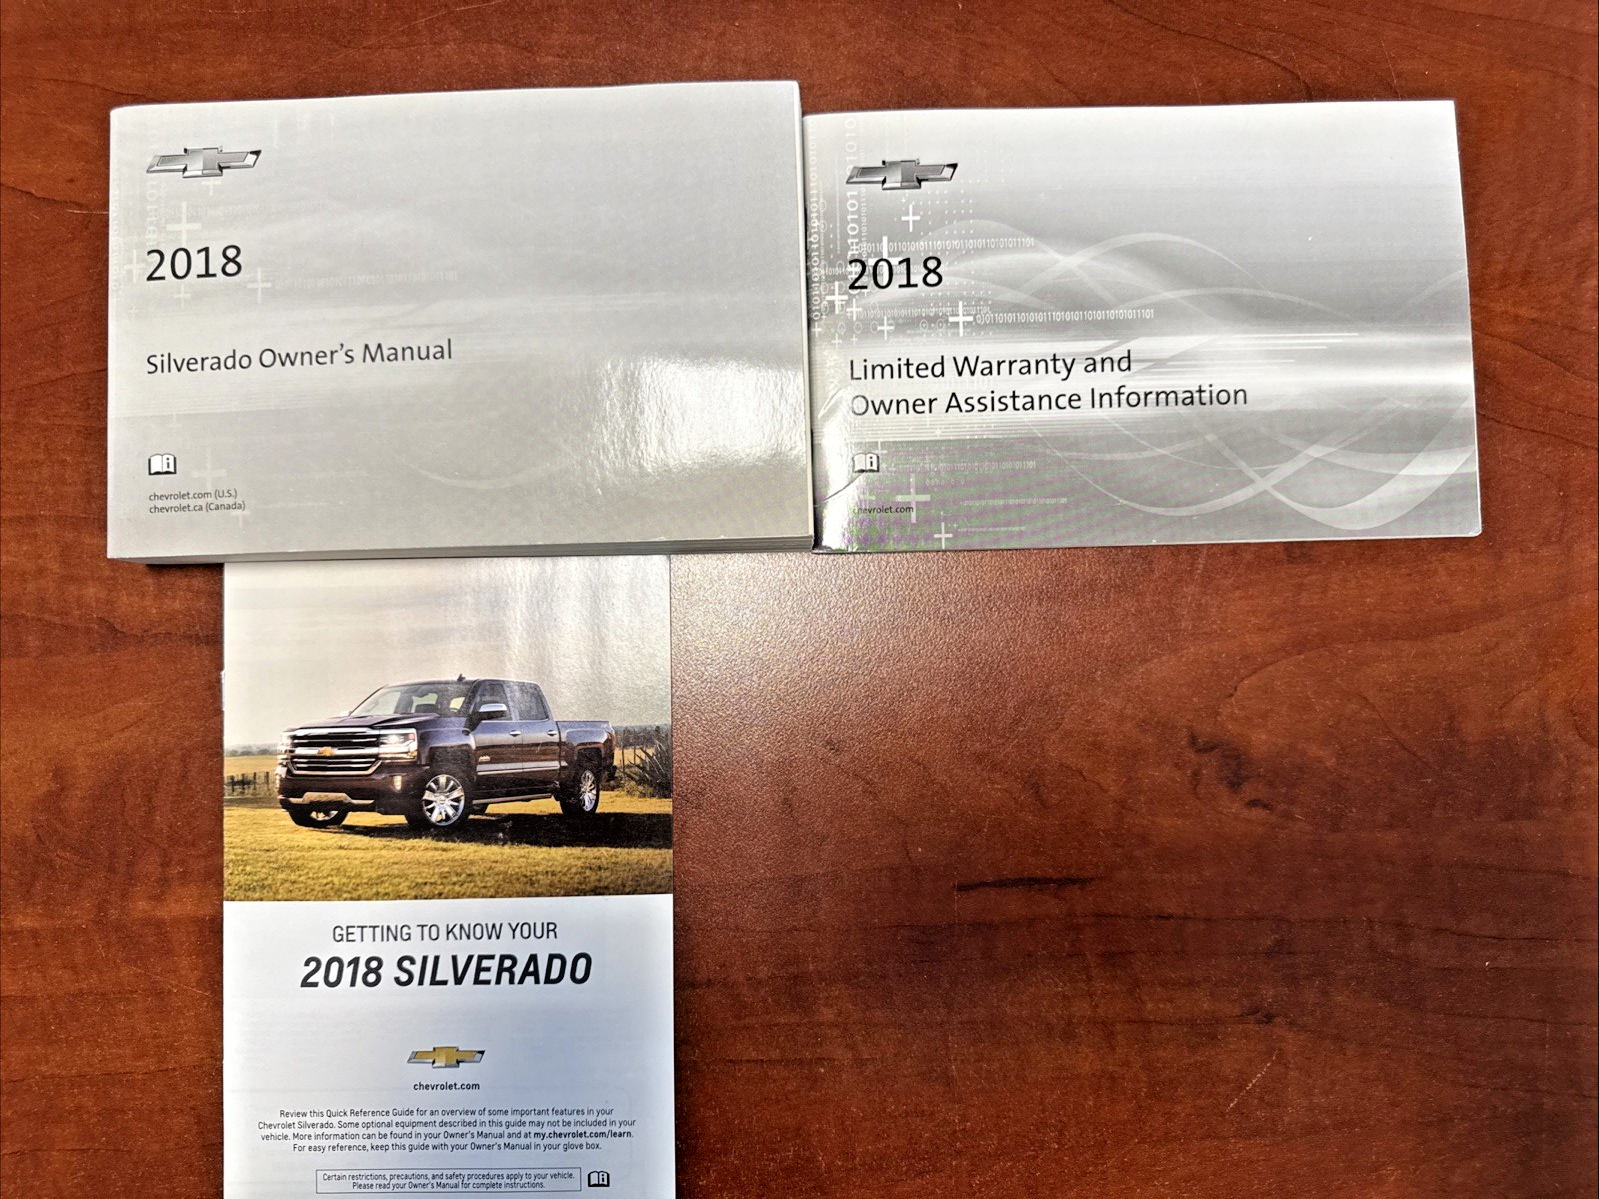 2018
Silverado Owner's Manual
chevrolet.com (U.S.)
chevrolet.ca (Canada)
2018
Limited Warranty and
Owner Assistance Information
chevrolet.com
GETTING TO KNOW YOUR
2018 SILVERADO
chevrolet.com
Review this Quick Reference Guide for an overview of some important features in your
Chevrolet Silverado. Some optional equipment described in this guide may not be included in your
vehicle. More information can be found in your Owner's Manual and at my.chevrolet.com/learn.
For easy reference, keep this guide with your Owner's Manual in your glove box.
Certain restrictions, precautions, and safety procedures apply to your vehicle.
Please read your Owner's Manual for complete instructions.